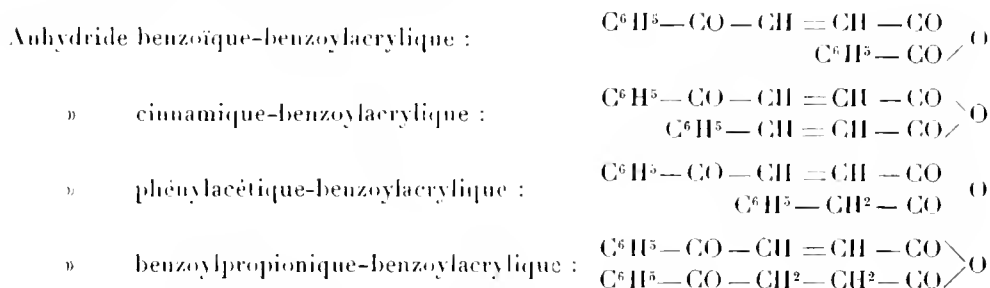 Anhydride benzoïque-benzoylacrylique :
C⁶H⁵—CO—CH=CH—CO
C⁶H⁵—CO
O
» cinnamique-benzoylacrylique :
C⁶H⁵—CO—CH=CH—CO
C⁶H⁵—CH=CH—CO
O
» phénylacétique-benzoylacrylique :
C⁶H⁵—CO—CH=CH—CO
C⁶H⁵—CH²—CO
O
» benzoylpropionique-benzoylacrylique :
C⁶H⁵—CO—CH=CH—CO
C⁶H⁵—CO—CH²—CH²—CO
O